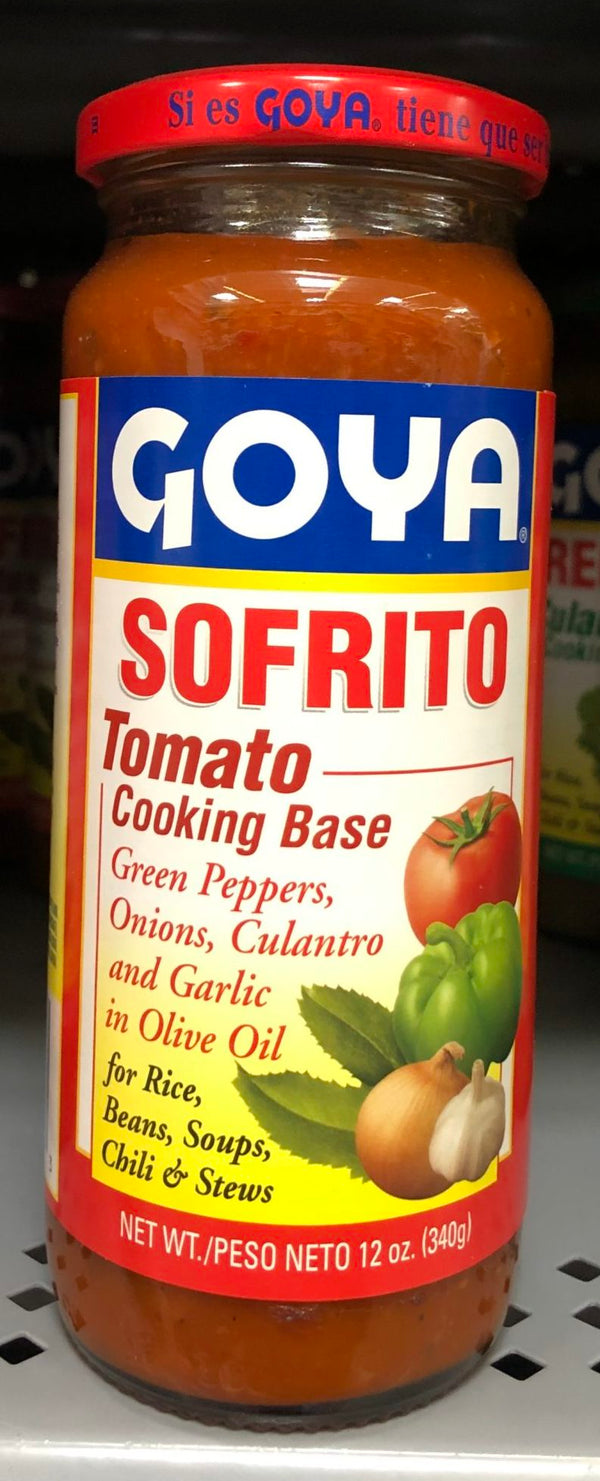 Si es GOYA® tiene que ser
GOYA®
SOFRITO
Tomato
Cooking Base
Green Peppers,
Onions, Culantro
and Garlic
in Olive Oil
for Rice,
Beans, Soups,
Chili & Stews
NET WT./PESO NETO 12 oz. (340g)